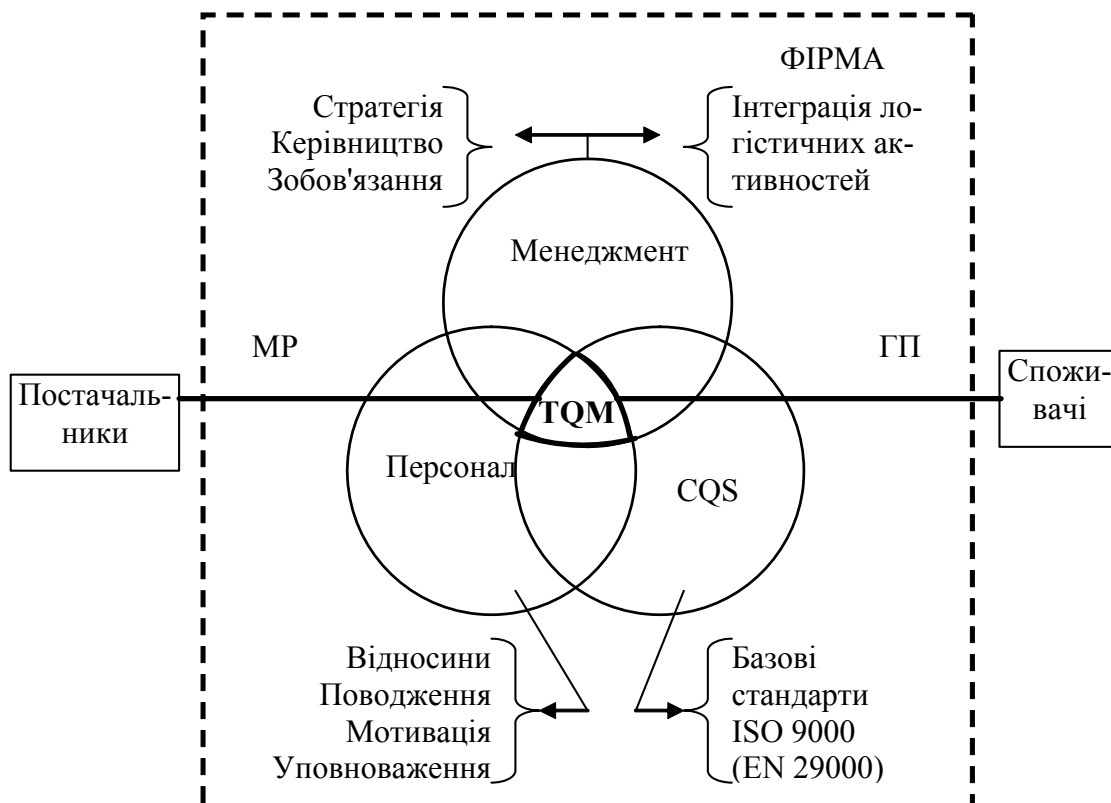 ФІРМА
Стратегія
Керівництво
Зобов'язання
Інтеграція ло-
гістичних ак-
тивностей
Менеджмент
МР
ГП
Постачаль-
ники
Спожи-
вачі
TQM
Персонал
CQS
Відносини
Поводження
Мотивація
Уповноваження
Базові
стандарти
ISO 9000
(EN 29000)